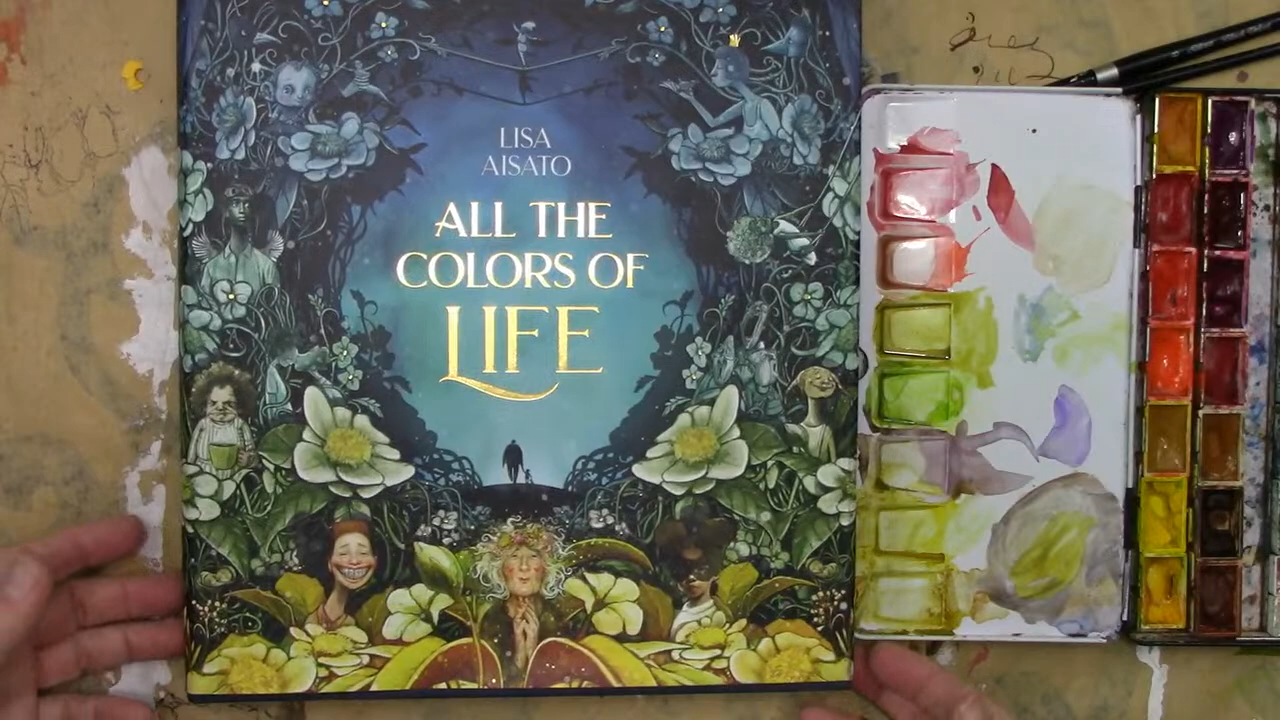 LISA
AISATO
ALL THE
COLORS OF
LIFE